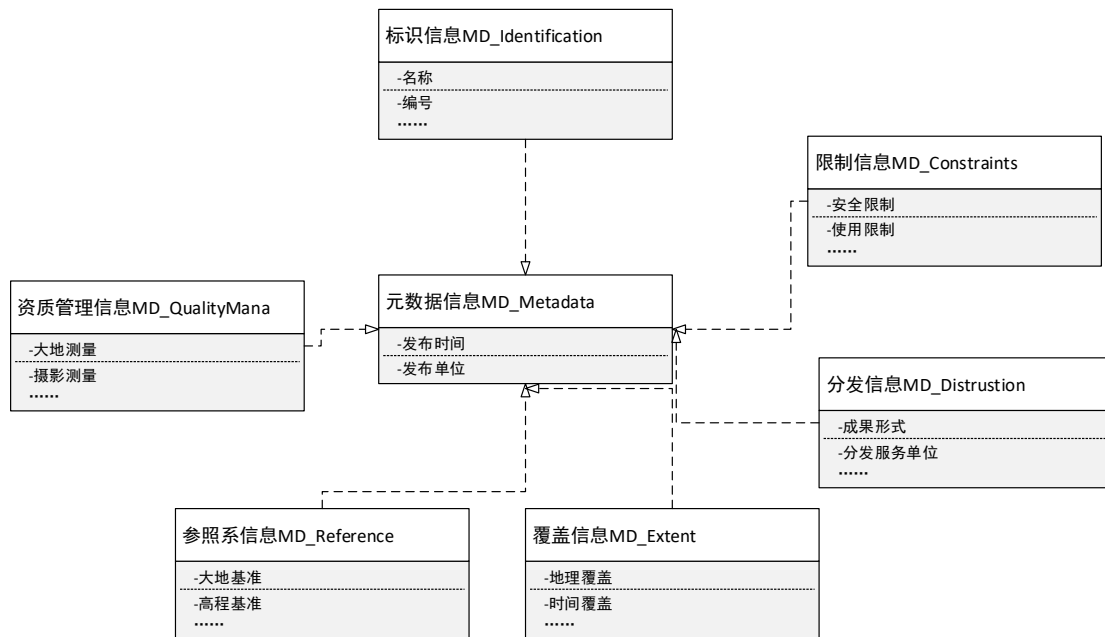 标识信息MD_Identification
-名称
-编号
……
限制信息MD_Constraints
-安全限制
-使用限制
……
资质管理信息MD_QualityMana
-大地测量
-摄影测量
……
元数据信息MD_Metadada
-发布时间
-发布单位
分发信息MD_Distrustion
-成果形式
-分发服务单位
……
参照系信息MD_Reference
-大地基准
-高程基准
……
覆盖信息MD_Extent
-地理覆盖
-时间覆盖
……